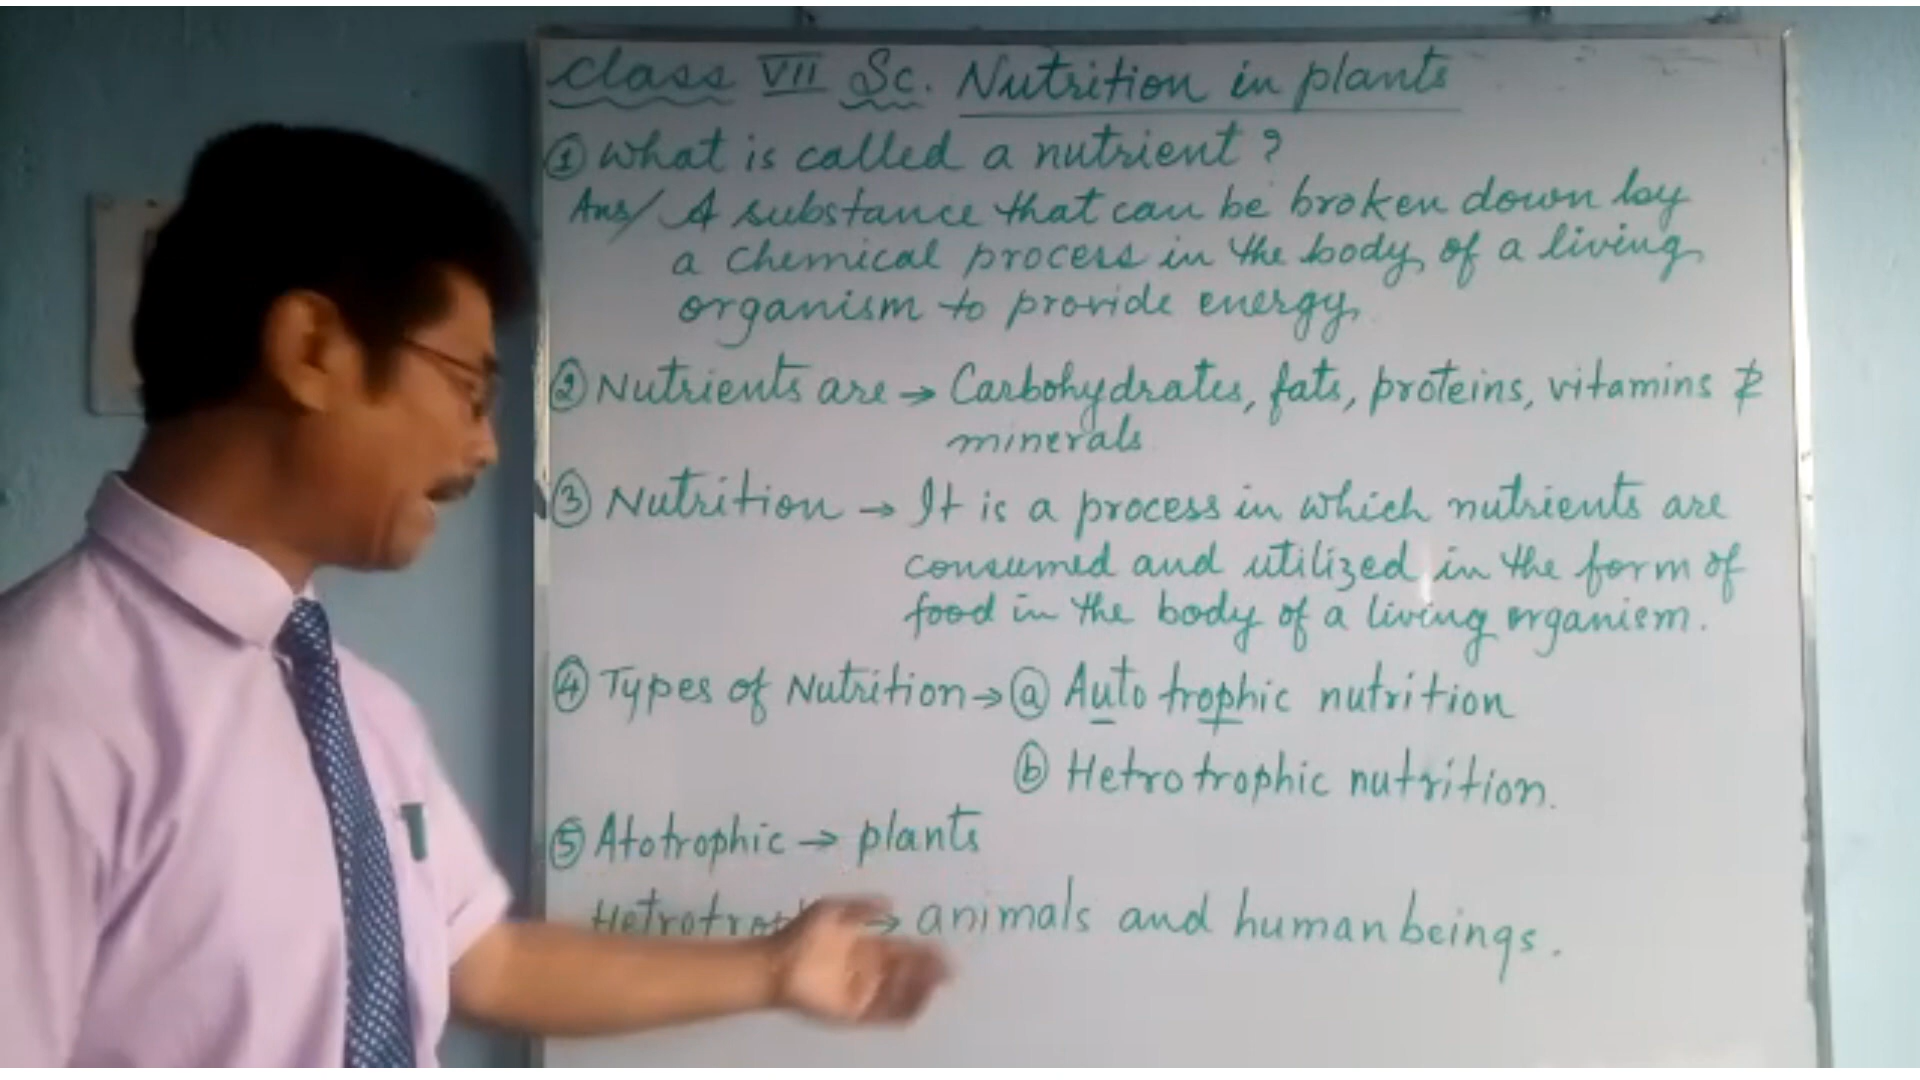 Class VII Sc. Nutrition in plants
① What is called a nutrient?
Ans/ A substance that can be broken down by
a chemical process in the body of a living
organism to provide energy.
② Nutrients are → Carbohydrates, fats, proteins, vitamins &
minerals
③ Nutrition → It is a process in which nutrients are
consumed and utilized in the form of
food in the body of a living organism.
④ Types of Nutrition → ⓐ Auto trophic nutrition
ⓑ Hetro trophic nutrition.
⑤ Atotrophic → plants
→ animals and human beings.